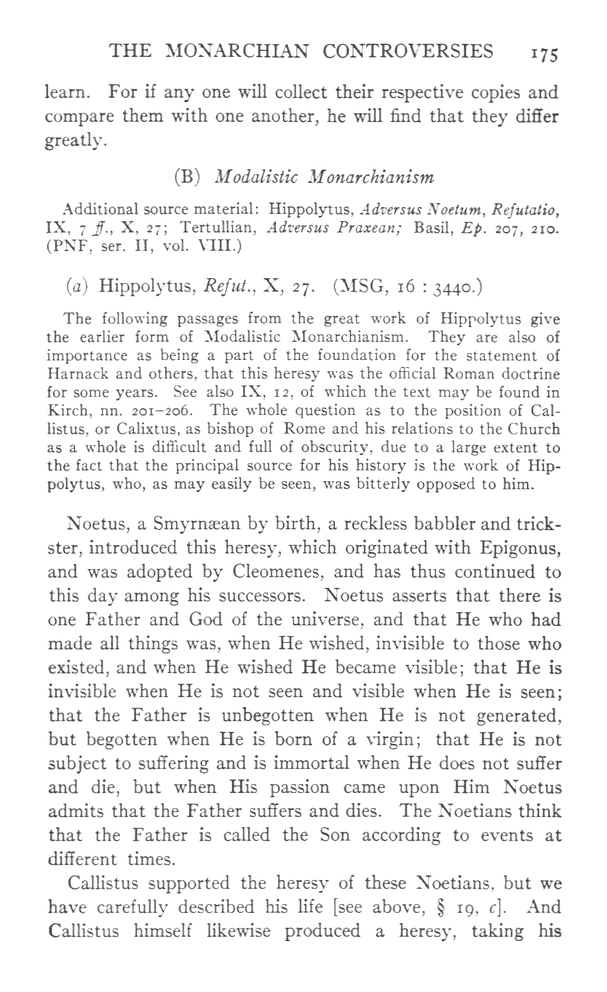 THE MONARCHIAN CONTROVERSIES 175
learn. For if any one will collect their respective copies and
compare them with one another, he will find that they differ
greatly.
(B) Modalistic Monarchianism
Additional source material: Hippolytus, Adversus Noetum, Refutatio,
IX, 7 ff., X, 27; Tertullian, Adversus Praxean; Basil, Ep. 207, 210.
(PNF, ser. II, vol. VIII.)
(a) Hippolytus, Refut., X, 27. (MSG, 16 : 3440.)
The following passages from the great work of Hippolytus give
the earlier form of Modalistic Monarchianism. They are also of
importance as being a part of the foundation for the statement of
Harnack and others, that this heresy was the official Roman doctrine
for some years. See also IX, 12, of which the text may be found in
Kirch, nn. 201–206. The whole question as to the position of Cal-
listus, or Calixtus, as bishop of Rome and his relations to the Church
as a whole is difficult and full of obscurity, due to a large extent to
the fact that the principal source for his history is the work of Hip-
polytus, who, as may easily be seen, was bitterly opposed to him.
Noetus, a Smyrnæan by birth, a reckless babbler and trick-
ster, introduced this heresy, which originated with Epigonus,
and was adopted by Cleomenes, and has thus continued to
this day among his successors. Noetus asserts that there is
one Father and God of the universe, and that He who had
made all things was, when He wished, invisible to those who
existed, and when He wished He became visible; that He is
invisible when He is not seen and visible when He is seen;
that the Father is unbegotten when He is not generated,
but begotten when He is born of a virgin; that He is not
subject to suffering and is immortal when He does not suffer
and die, but when His passion came upon Him Noetus
admits that the Father suffers and dies. The Noetians think
that the Father is called the Son according to events at
different times.
Callistus supported the heresy of these Noetians, but we
have carefully described his life [see above, § 19, c]. And
Callistus himself likewise produced a heresy, taking his